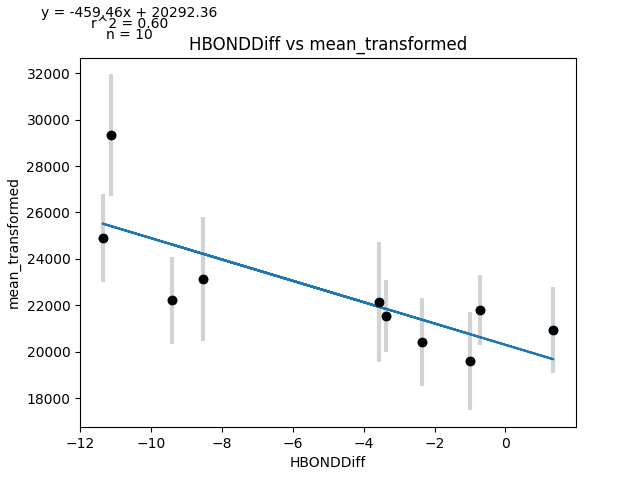 y = -459.46x + 20292.36
r^2 = 0.60
n = 10
HBONDDiff vs mean_transformed
32000
30000
28000
26000
24000
22000
20000
18000
mean_transformed
−12
−10
−8
−6
−4
−2
0
HBONDDiff